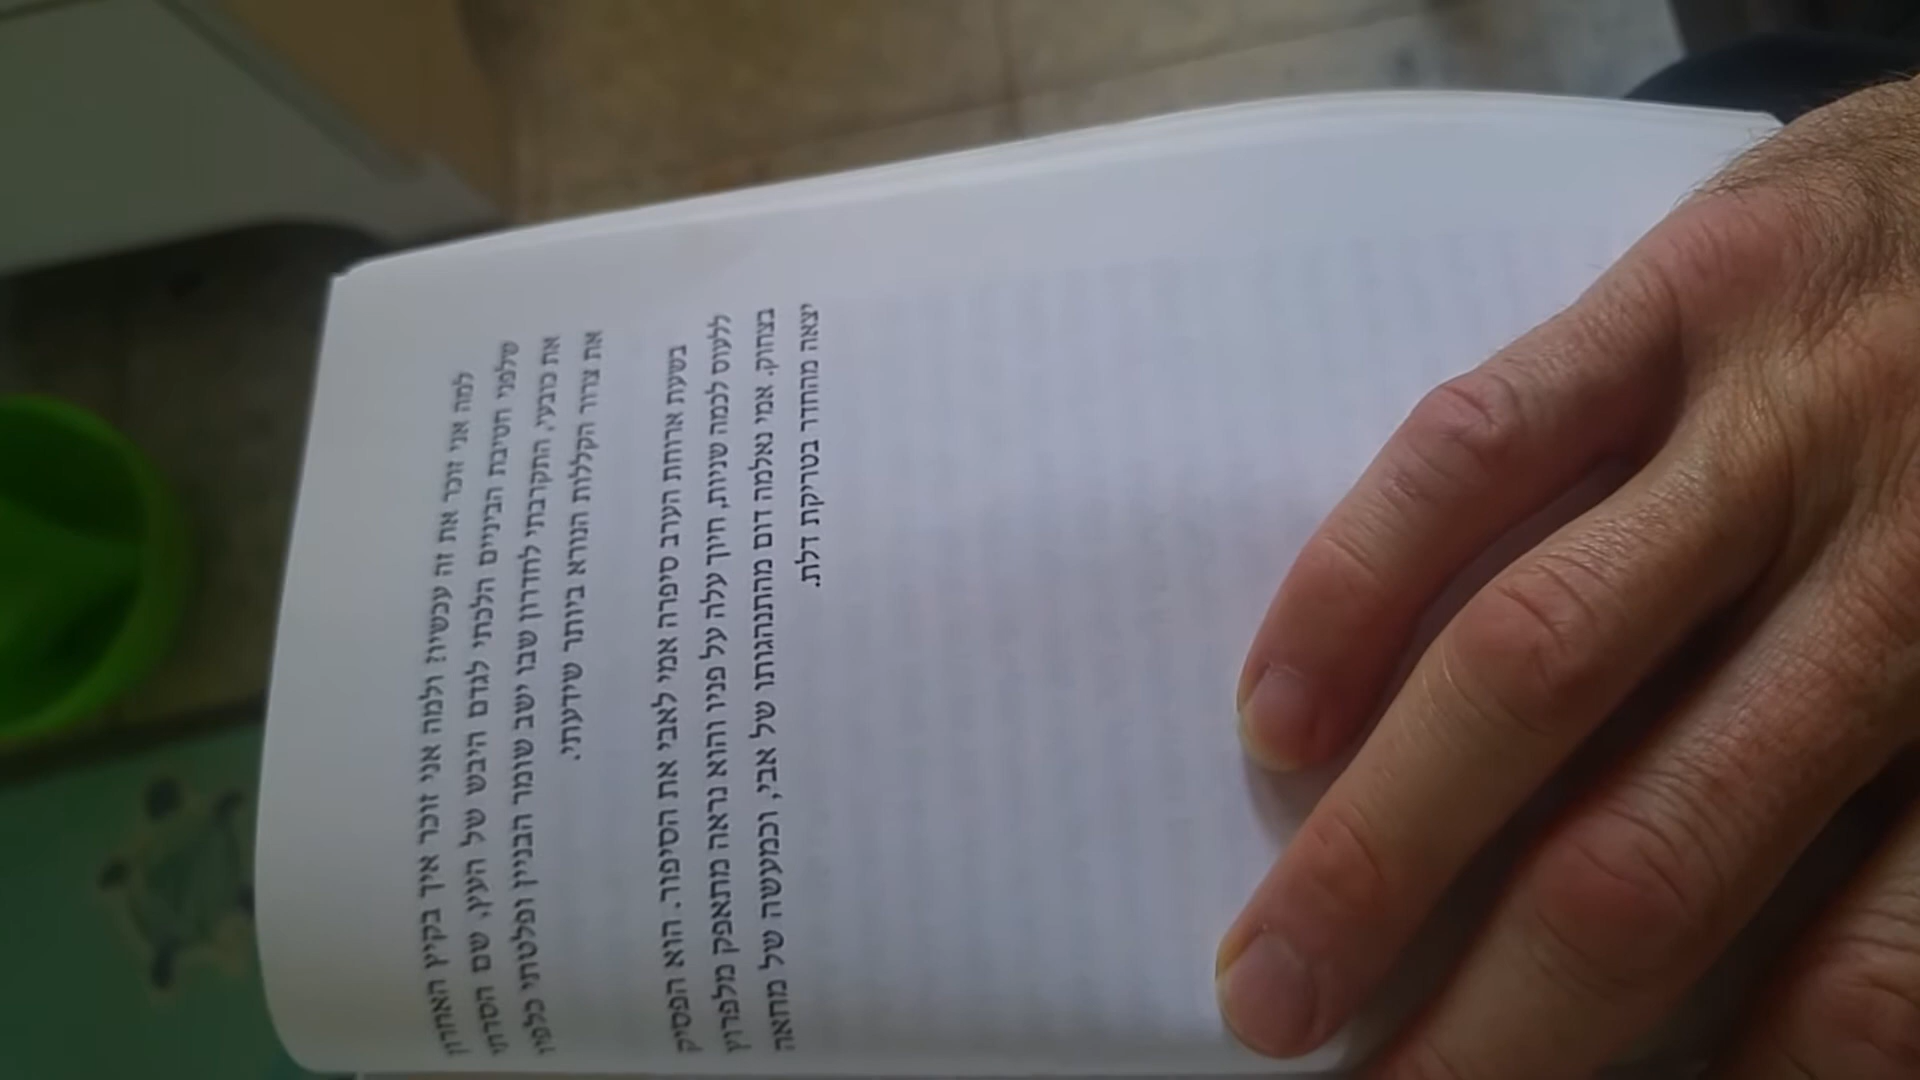 למה אני זוכר את זה עכשיו? ולמה אני זוכר איך בקיץ האחרון
שלפני חטיבת הביניים הלכתי לגדם היבש של העץ, שם הסרתי
את כובעי, התקרבתי לחדרון שבו ישב שומר הבניין ופלטתי כלפיו
את צרור הקללות הנורא ביותר שידעתי.
בשעת ארוחת הערב סיפרה אמי לאבי את הסיפור. הוא הפסיק
ללעוס לכמה שניות, חיוך עלה על פניו והוא נראה מתאפק מלפרוץ
בצחוק. אמי נאלמה דום מהתנהגותו של אבי, וכמעשה של מחאה
יצאה מהחדר בטריקת דלת.